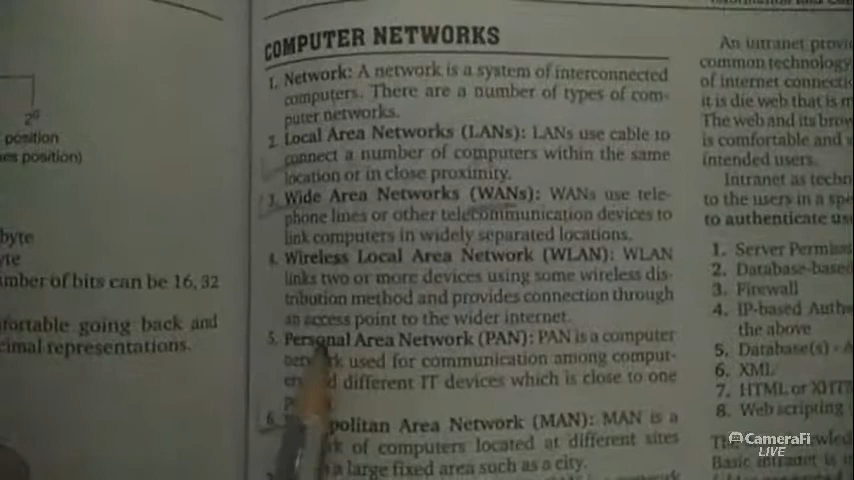 2⁰
position
es position)
byte
yte
mber of bits can be 16, 32
fortable going back and
cimal representations.
COMPUTER NETWORKS
1. Network: A network is a system of interconnected
computers. There are a number of types of com-
puter networks.
2. Local Area Networks (LANs): LANs use cable to
connect a number of computers within the same
location or in close proximity.
3. Wide Area Networks (WANs): WANs use tele-
phone lines or other telecommunication devices to
link computers in widely separated locations.
4. Wireless Local Area Network (WLAN): WLAN
links two or more devices using some wireless dis-
tribution method and provides connection through
an access point to the wider internet.
5. Personal Area Network (PAN): PAN is a computer
used for communication among comput-
different IT devices which is close to one
6. politan Area Network (MAN): MAN is a
of computers located at different sites
a large fixed area such as a city.
An intranet provi
common technology
of internet connecti
it is die web that is m
The web and its brow
is comfortable and s
intended users.
Intranet as techn
to the users in a spe
to authenticate us
1. Server Permiss
2. Database-based
3. Firewall
4. IP-based Authe
the above
5. Database(s) - A
6. XML
7. HTML or XHTM
8. Web scripting
CameraFi
LIVE
Basic intranet is